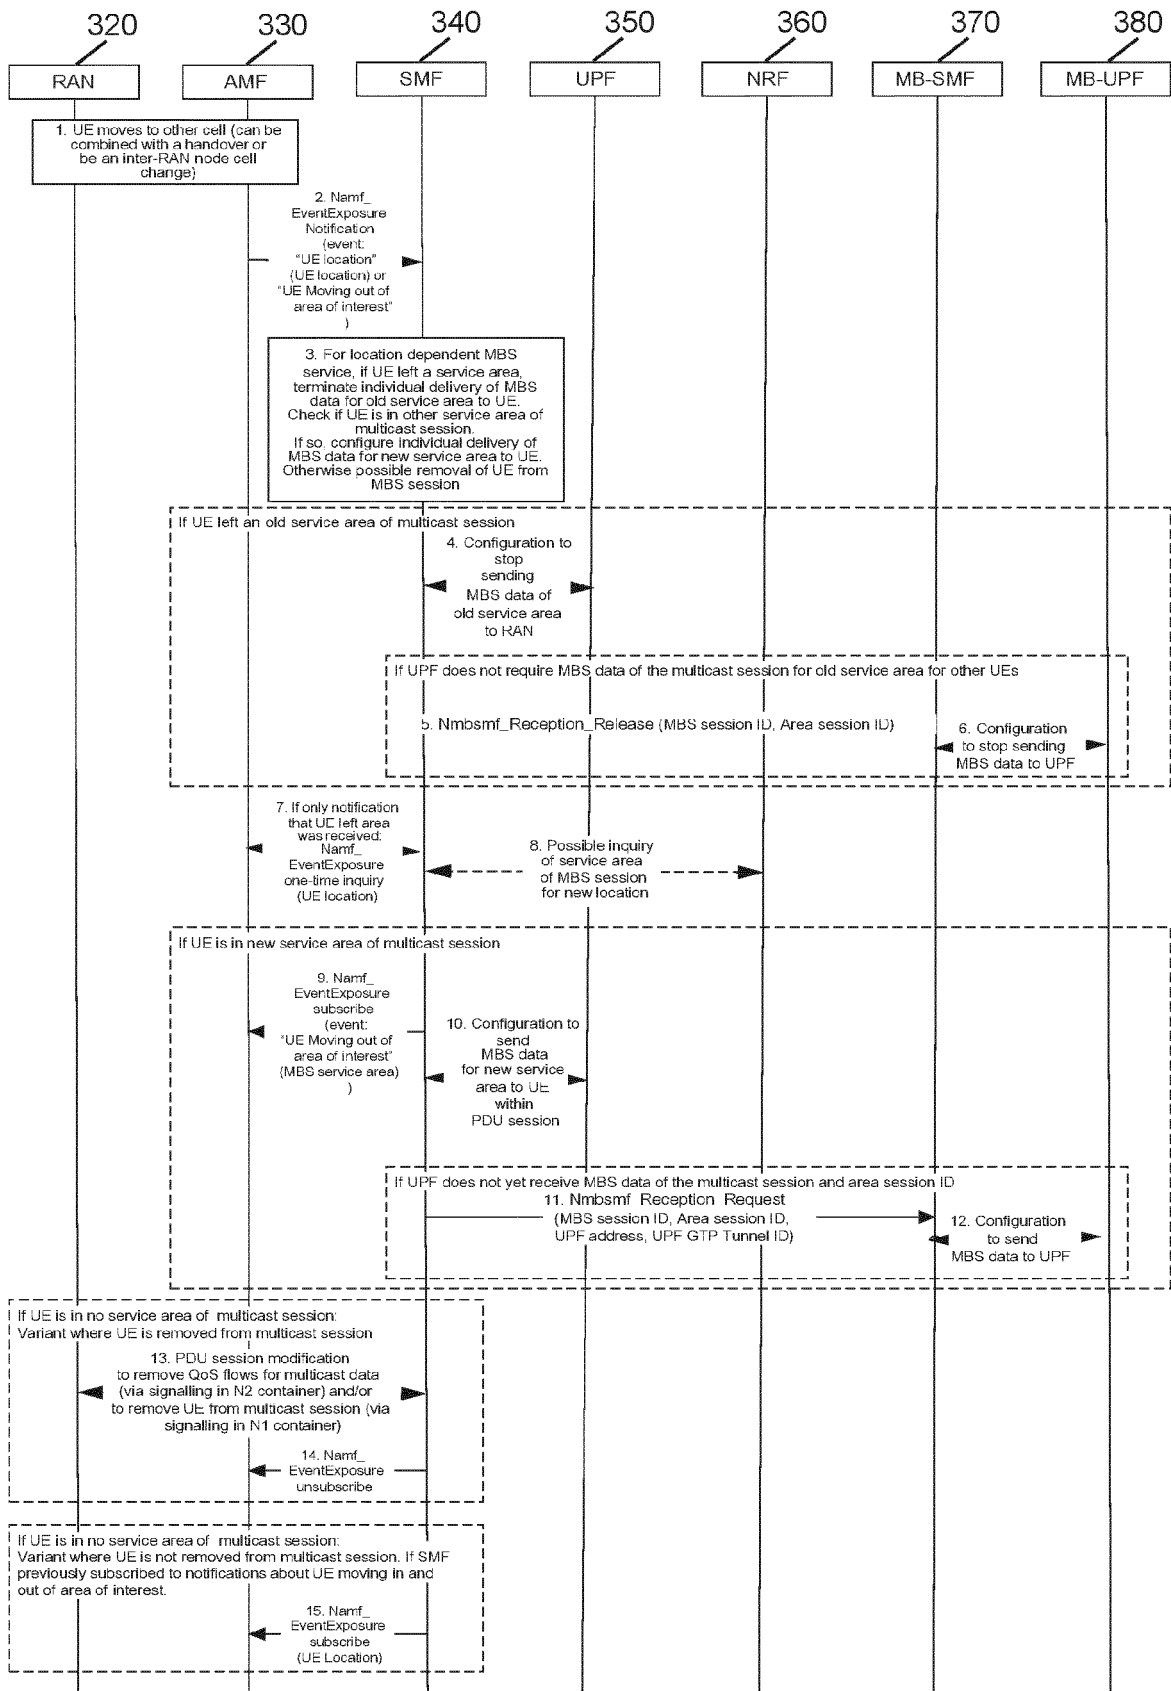 320 330 340 350 360 370 380
RAN AMF SMF UPF NRF MB-SMF MB-UPF
1. UE moves to other cell (can be
combined with a handover or
be an inter-RAN node cell
change)
2. Namf_
EventExposure
Notification
(event:
"UE location"
(UE location) or
"UE Moving out of
area of interest"
)
3. For location dependent MBS
service, if UE left a service area,
terminate individual delivery of MBS
data for old service area to UE.
Check if UE is in other service area of
multicast session.
If so, configure individual delivery of
MBS data for new service area to UE.
Otherwise possible removal of UE from
MBS session
If UE left an old service area of multicast session
4. Configuration to
stop
sending
MBS data of
old service area
to RAN
If UPF does not require MBS data of the multicast session for old service area for other UEs
5. Nmbsmf_Reception_Release (MBS session ID, Area session ID)
6. Configuration
to stop sending
MBS data to UPF
7. If only notification
that UE left area
was received:
Namf_
EventExposure
one-time inquiry
(UE location)
8. Possible inquiry
of service area
of MBS session
for new location
If UE is in new service area of multicast session
9. Namf_
EventExposure
subscribe
(event:
"UE Moving out of
area of interest"
(MBS service area)
)
10. Configuration to
send
MBS data
for new service
area to UE
within
PDU session
If UPF does not yet receive MBS data of the multicast session and area session ID
11. Nmbsmf_Reception_Request
(MBS session ID, Area session ID,
UPF address, UPF GTP Tunnel ID)
12. Configuration
to send
MBS data to UPF
If UE is in no service area of multicast session:
Variant where UE is removed from multicast session
13. PDU session modification
to remove QoS flows for multicast data
(via signalling in N2 container) and/or
to remove UE from multicast session (via
signalling in N1 container)
14. Namf_
EventExposure
unsubscribe
If UE is in no service area of multicast session:
Variant where UE is not removed from multicast session. If SMF
previously subscribed to notifications about UE moving in and
out of area of interest.
15. Namf_
EventExposure
subscribe
(UE Location)